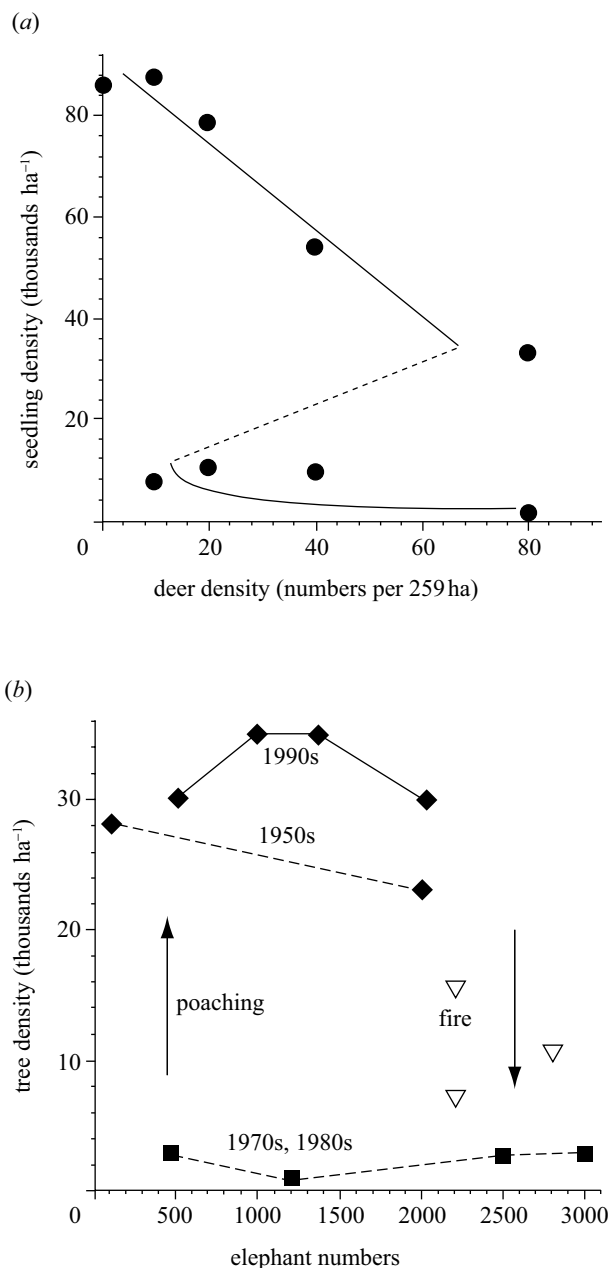 (a)
80
60
40
20
0
20
40
60
80
seedling density (thousands ha⁻¹)
deer density (numbers per 259 ha)
(b)
30
20
10
0
500
1000
1500
2000
2500
3000
tree density (thousands ha⁻¹)
1990s
1950s
poaching
fire
1970s, 1980s
elephant numbers